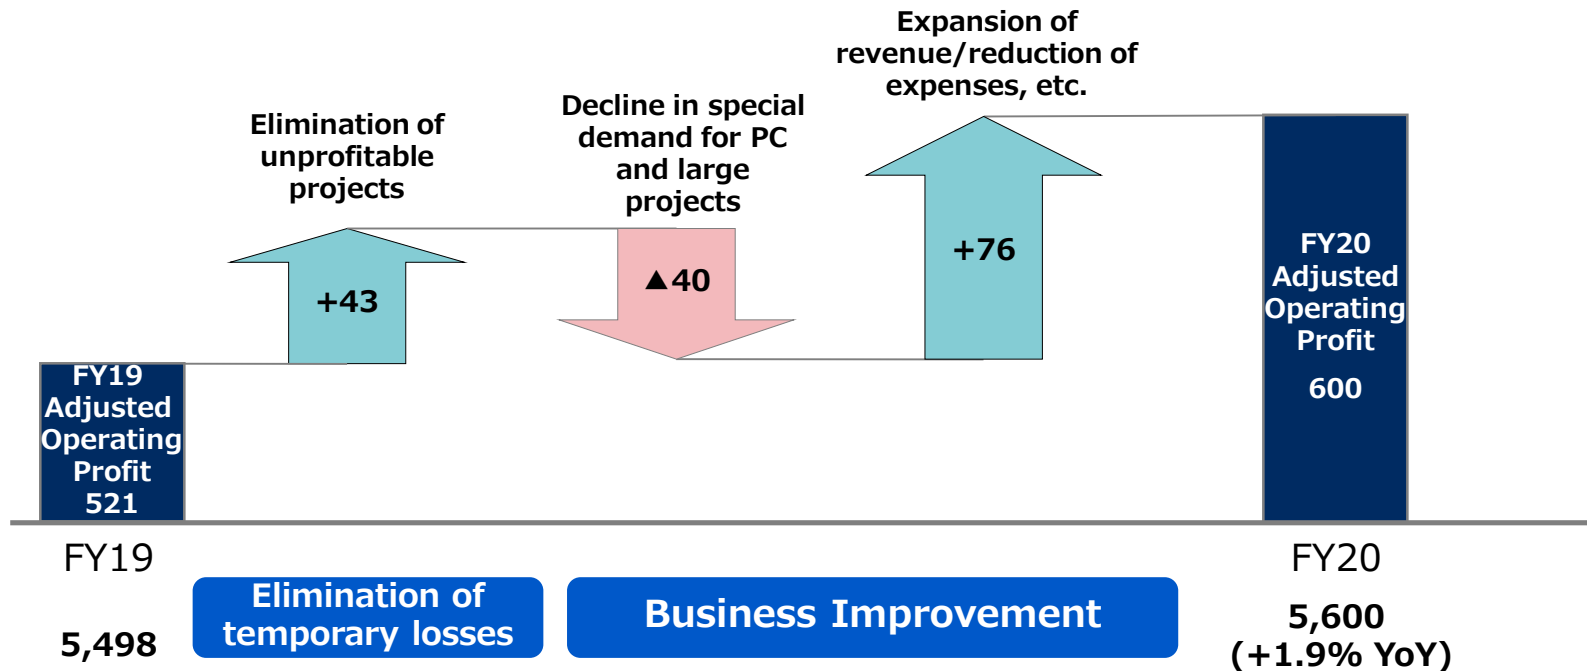 Expansion of
revenue/reduction of
expenses, etc.
Decline in special
demand for PC
and large
projects
Elimination of
unprofitable
projects
+43
▲40
+76
FY19
Adjusted
Operating
Profit
521
FY20
Adjusted
Operating
Profit
600
FY19
FY20
5,498
Elimination of
temporary losses
Business Improvement
5,600
(+1.9% YoY)